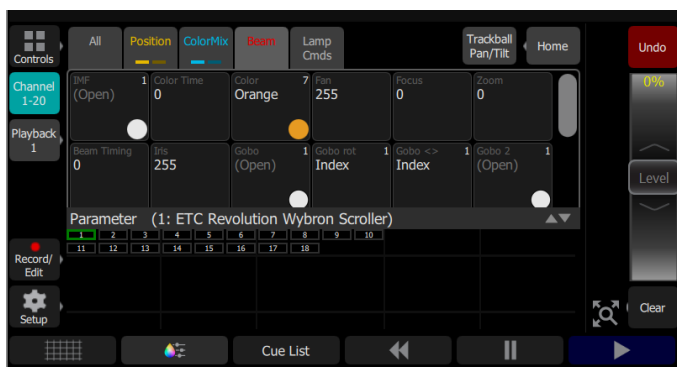 Controls
All
Position
ColorMix
Beam
Lamp
Cmds
Trackball
Pan/Tilt
Home
Undo
Channel
1-20
Playback
1
IMF 1
(Open)
Color Time
0
Color 7
Orange
Fan
255
Focus
0
Zoom
0
0%
Beam Timing
0
Iris
255
Gobo 1
(Open)
Gobo rot 1
Index
Gobo <> 1
Index
Gobo 2 1
(Open)
Level
Parameter (1: ETC Revolution Wybron Scroller)
1 2 3 4 5 6 7 8 9 10
11 12 13 14 15 16 17 18
Record/
Edit
Setup
Clear
Cue List